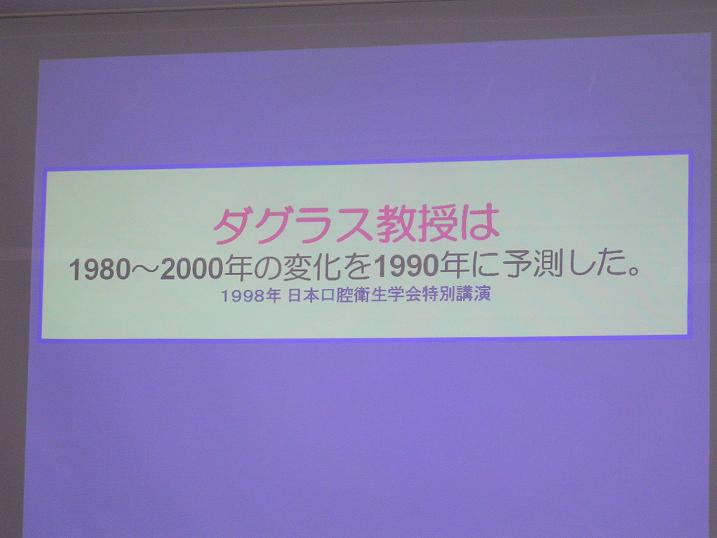 ダグラス教授は
1980～2000年の変化を1990年に予測した。
1998年 日本口腔衛生学会特別講演